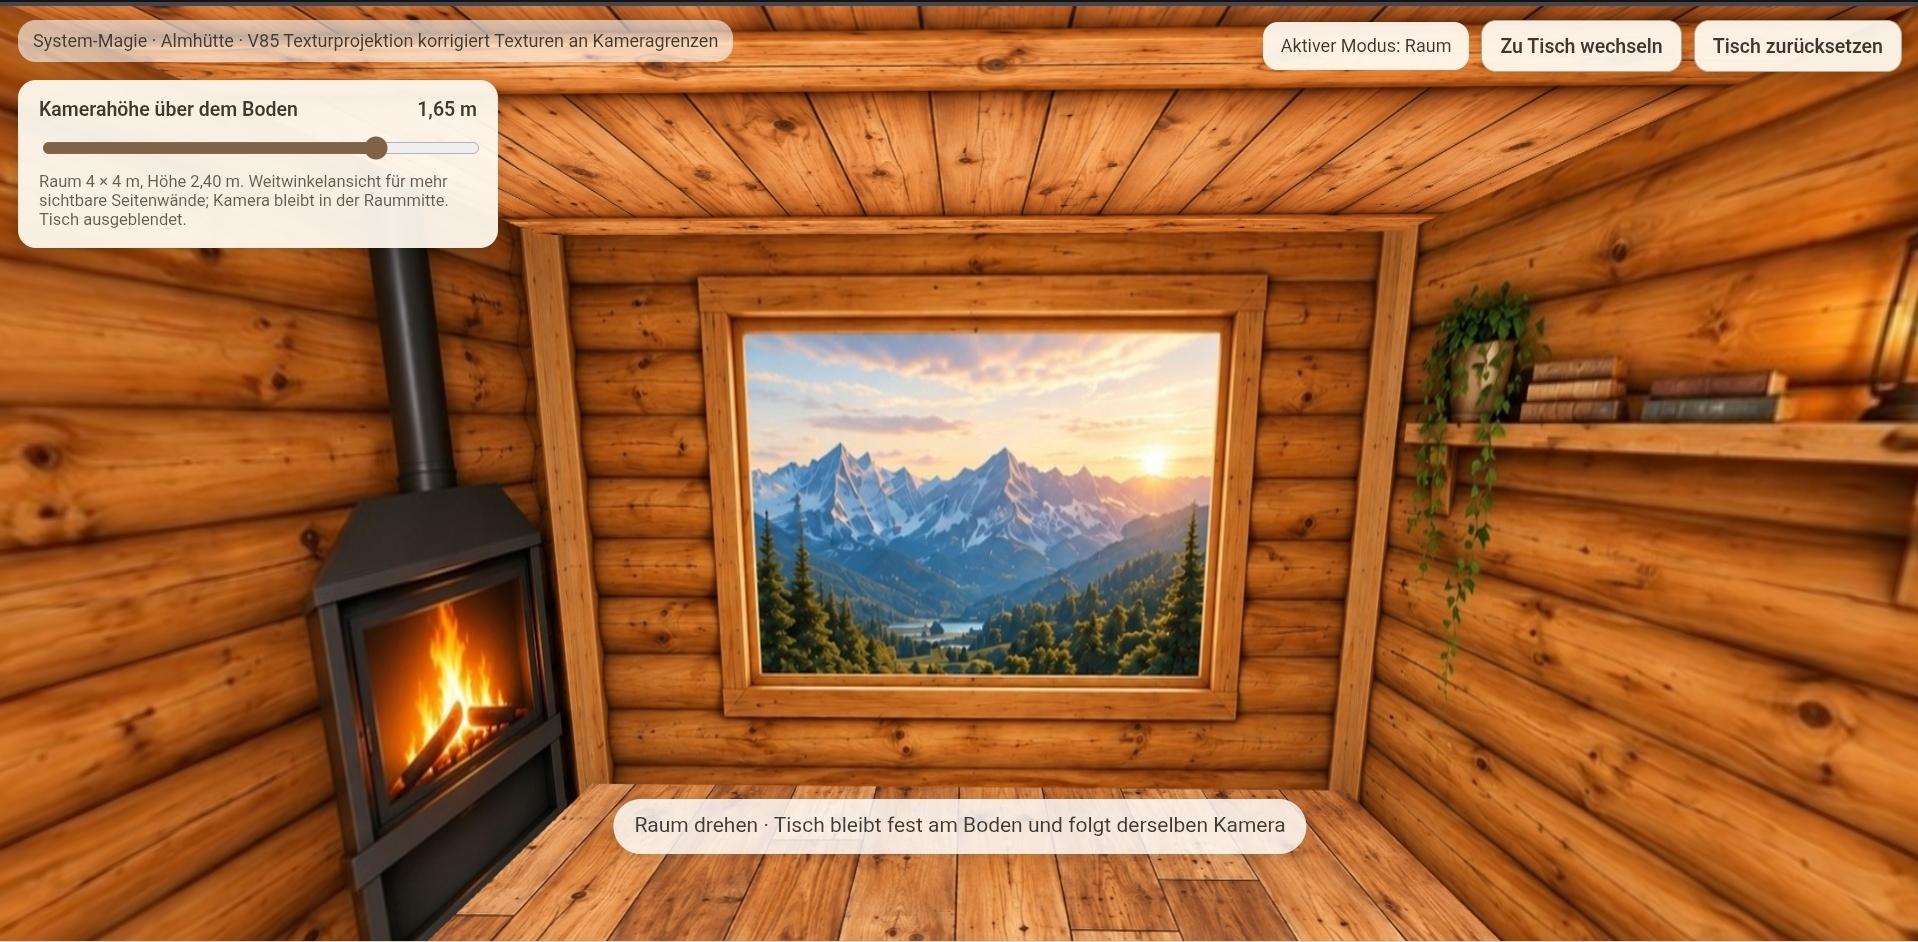 System-Magie · Almhütte · V85 Texturprojektion korrigiert Texturen an Kameragrenzen
Aktiver Modus: Raum
Zu Tisch wechseln
Tisch zurücksetzen
Kamerahöhe über dem Boden
1,65 m
Raum 4 × 4 m, Höhe 2,40 m. Weitwinkelansicht für mehr
sichtbare Seitenwände; Kamera bleibt in der Raummitte.
Tisch ausgeblendet.
Raum drehen · Tisch bleibt fest am Boden und folgt derselben Kamera